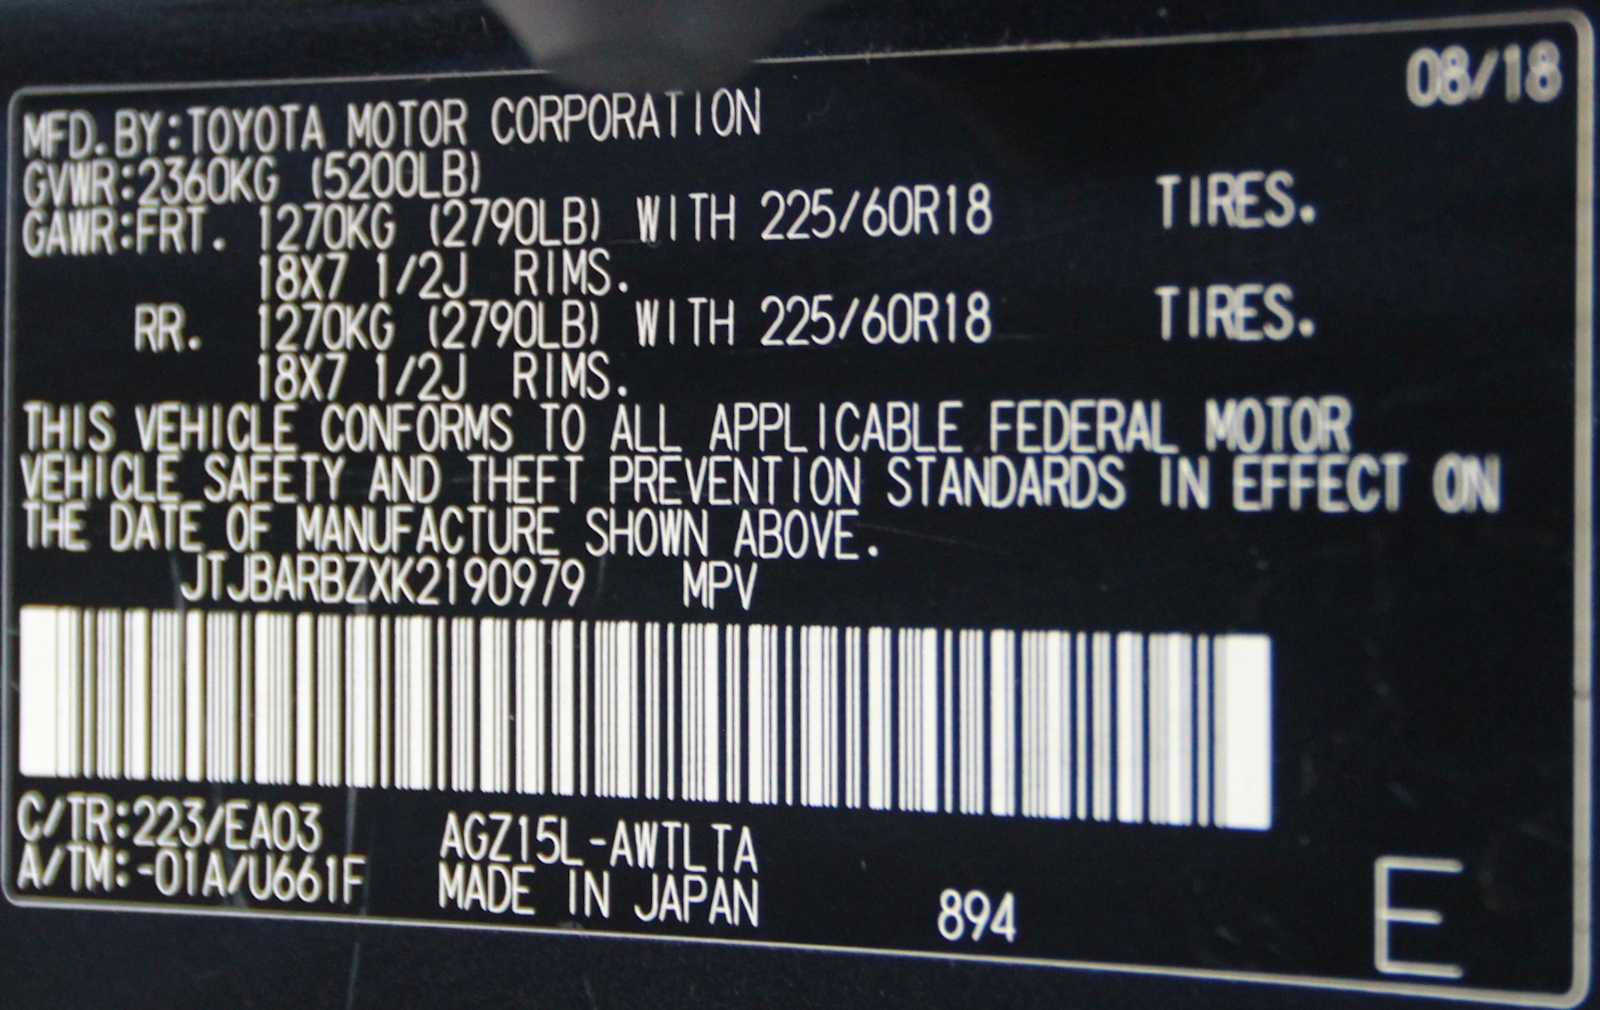 08/18
MFD.BY:TOYOTA MOTOR CORPORATION
GVWR:2360KG (5200LB)
GAWR:FRT. 1270KG (2790LB) WITH 225/60R18 TIRES.
18X7 1/2J RIMS.
RR. 1270KG (2790LB) WITH 225/60R18 TIRES.
18X7 1/2J RIMS.
THIS VEHICLE CONFORMS TO ALL APPLICABLE FEDERAL MOTOR
VEHICLE SAFETY AND THEFT PREVENTION STANDARDS IN EFFECT ON
THE DATE OF MANUFACTURE SHOWN ABOVE.
JTJBARBZXK2190979 MPV
C/TR:223/EA03 AGZ15L-AWTLTA
A/TM:-01A/U661F MADE IN JAPAN 894 E